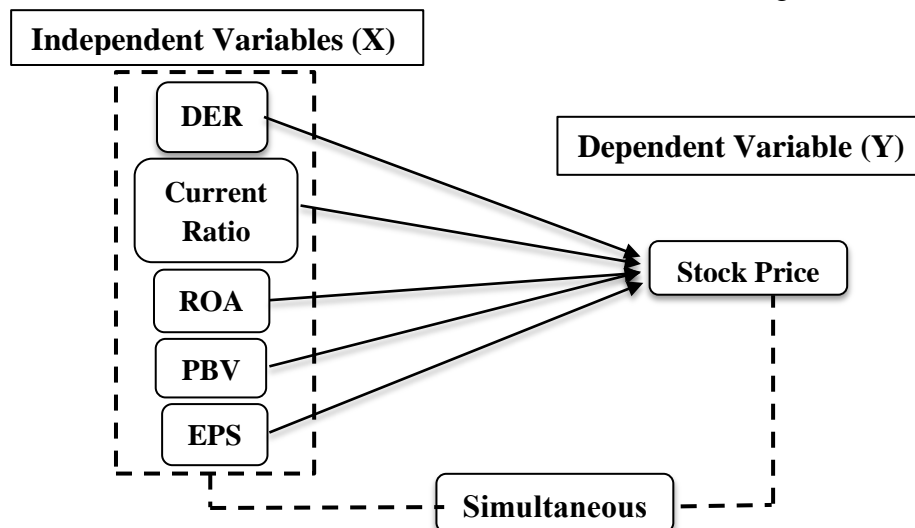 Independent Variables (X)
DER
Dependent Variable (Y)
Current
Ratio
Stock Price
ROA
PBV
EPS
Simultaneous